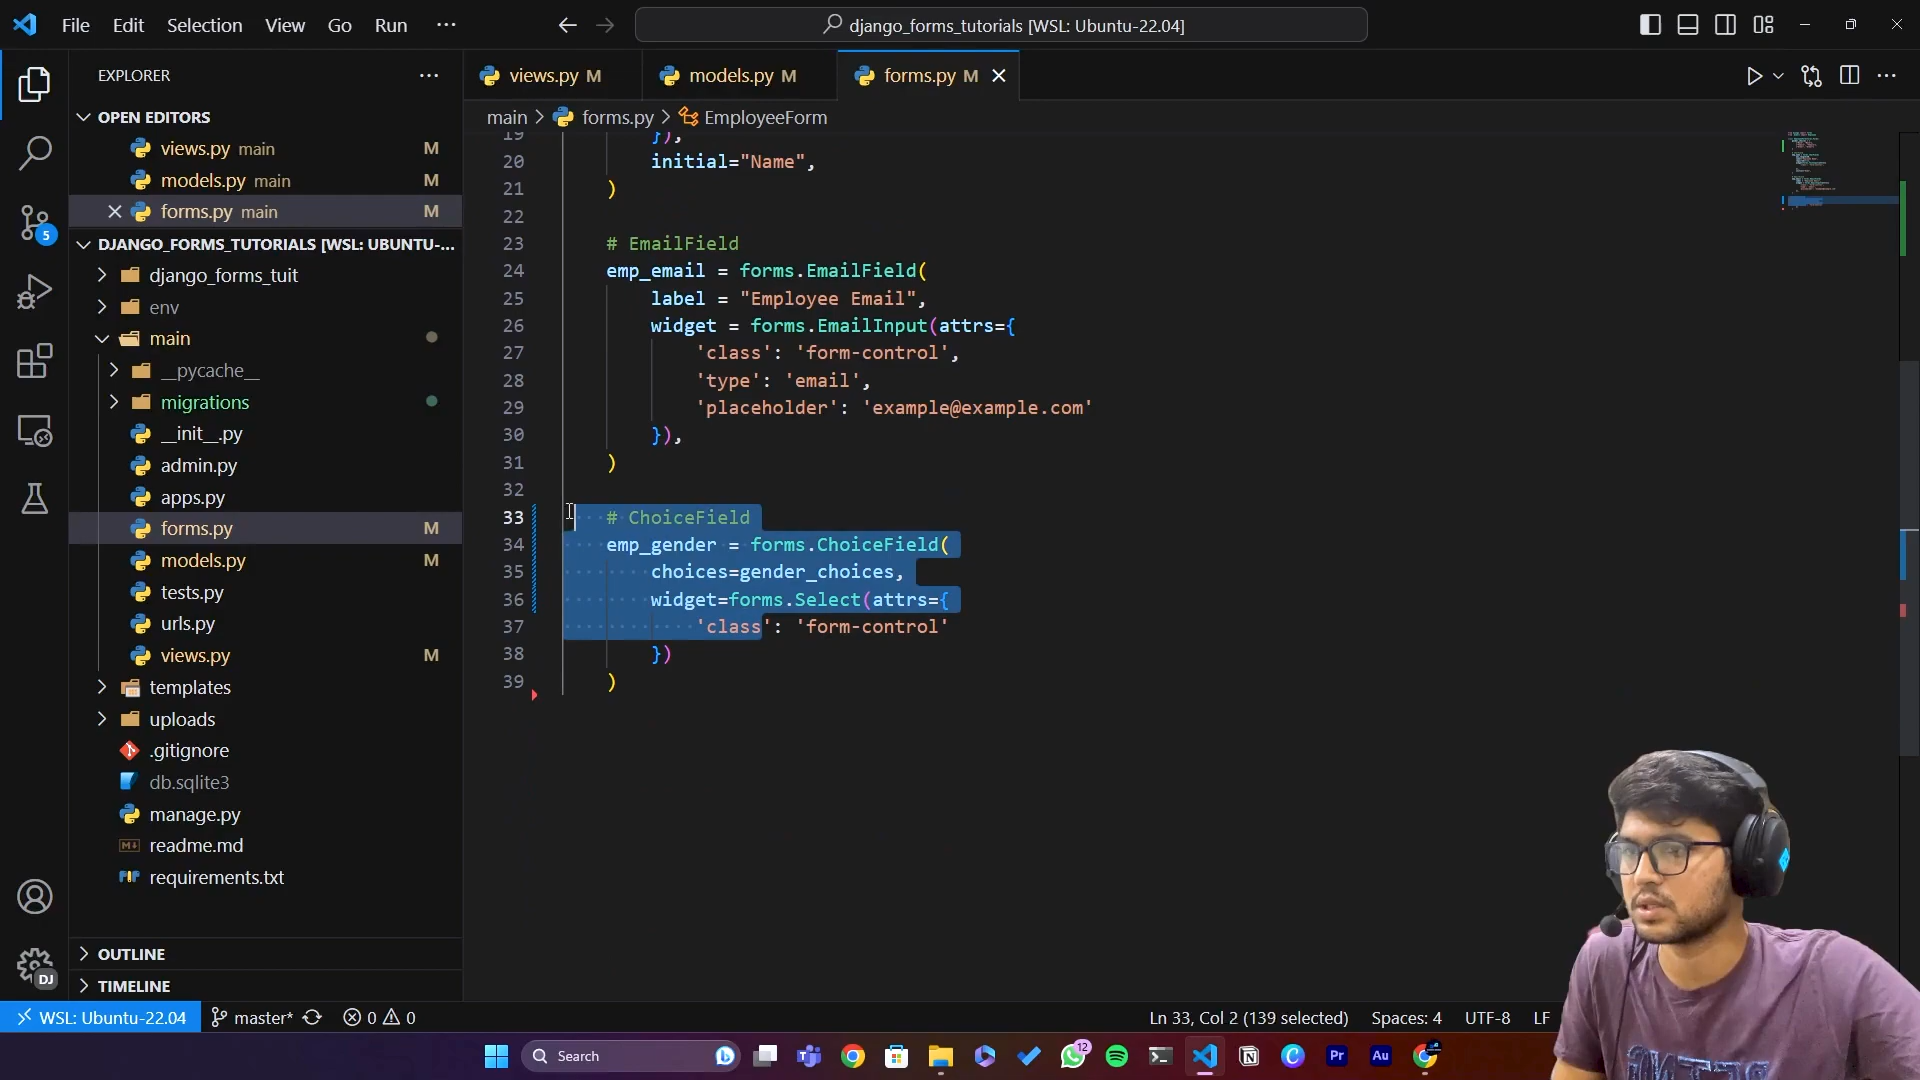 File Edit Selection View Go Run ···
django_forms_tutorials [WSL: Ubuntu-22.04]
EXPLORER
OPEN EDITORS
views.py main M
models.py main M
forms.py main M
DJANGO_FORMS_TUTORIALS [WSL: UBUNTU-...
django_forms_tuit
env
main
__pycache__
migrations
__init__.py
admin.py
apps.py
forms.py M
models.py M
tests.py
urls.py
views.py M
templates
uploads
.gitignore
db.sqlite3
manage.py
readme.md
requirements.txt
OUTLINE
TIMELINE
5
DJ
views.py M models.py M forms.py M
main > forms.py > EmployeeForm
19 }),
20 initial="Name",
21 )
22
23 # EmailField
24 emp_email = forms.EmailField(
25 label = "Employee Email",
26 widget = forms.EmailInput(attrs={
27 'class': 'form-control',
28 'type': 'email',
29 'placeholder': 'example@example.com'
30 }),
31 )
32
33 # ChoiceField
34 emp_gender = forms.ChoiceField(
35 choices=gender_choices,
36 widget=forms.Select(attrs={
37 'class': 'form-control'
38 })
39 )
WSL: Ubuntu-22.04 master* 0 0 Ln 33, Col 2 (139 selected) Spaces: 4 UTF-8 LF
Search 12 Pr Au